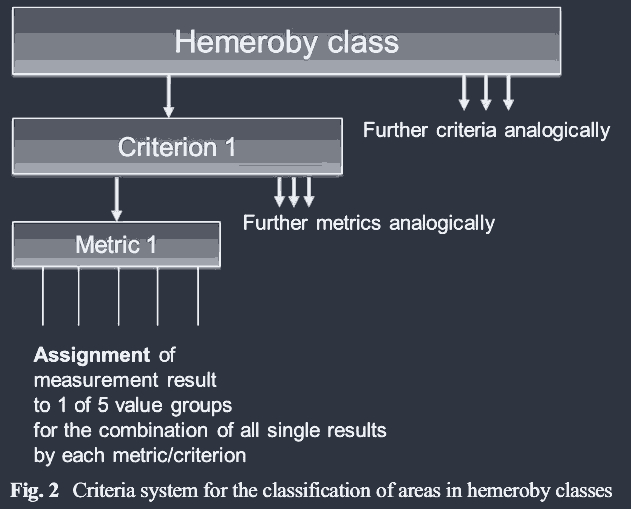 Hemeroby class
Further criteria analogically
Criterion 1
Further metrics analogically
Metric 1
Assignment of
measurement result
to 1 of 5 value groups
for the combination of all single results
by each metric/criterion
Fig. 2 Criteria system for the classification of areas in hemeroby classes